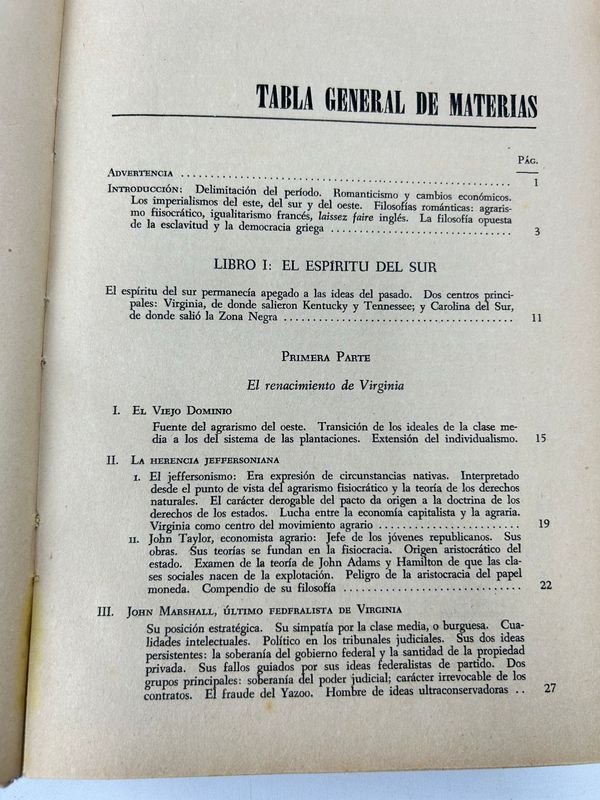 TABLA GENERAL DE MATERIAS
PÁG.
ADVERTENCIA ........ 1
INTRODUCCIÓN: Delimitación del período. Romanticismo y cambios económicos.
Los imperialismos del este, del sur y del oeste. Filosofías románticas: agraris-
mo fiisocrático, igualitarismo francés, laissez faire inglés. La filosofía opuesta
de la esclavitud y la democracia griega ........ 3
LIBRO I: EL ESPÍRITU DEL SUR
El espíritu del sur permanecía apegado a las ideas del pasado. Dos centros princi-
pales: Virginia, de donde salieron Kentucky y Tennessee; y Carolina del Sur,
de donde salió la Zona Negra ........ 11
PRIMERA PARTE
El renacimiento de Virginia
I. EL VIEJO DOMINIO
Fuente del agrarismo del oeste. Transición de los ideales de la clase me-
dia a los del sistema de las plantaciones. Extensión del individualismo. 15
II. LA HERENCIA JEFFERSONIANA
I. El jeffersonismo: Era expresión de circunstancias nativas. Interpretado
desde el punto de vista del agrarismo fisiocrático y la teoría de los derechos
naturales. El carácter derogable del pacto da origen a la doctrina de los
derechos de los estados. Lucha entre la economía capitalista y la agraria.
Virginia como centro del movimiento agrario ........ 19
II. John Taylor, economista agrario: Jefe de los jóvenes republicanos. Sus
obras. Sus teorías se fundan en la fisiocracia. Origen aristocrático del
estado. Examen de la teoría de John Adams y Hamilton de que las cla-
ses sociales nacen de la explotación. Peligro de la aristocracia del papel
moneda. Compendio de su filosofía ........ 22
III. JOHN MARSHALL, ÚLTIMO FEDFRALISTA DE VIRGINIA
Su posición estratégica. Su simpatía por la clase media, o burguesa. Cua-
lidades intelectuales. Político en los tribunales judiciales. Sus dos ideas
persistentes: la soberanía del gobierno federal y la santidad de la propiedad
privada. Sus fallos guiados por sus ideas federalistas de partido. Dos
grupos principales: soberanía del poder judicial; carácter irrevocable de los
contratos. El fraude del Yazoo. Hombre de ideas ultraconservadoras .. 27